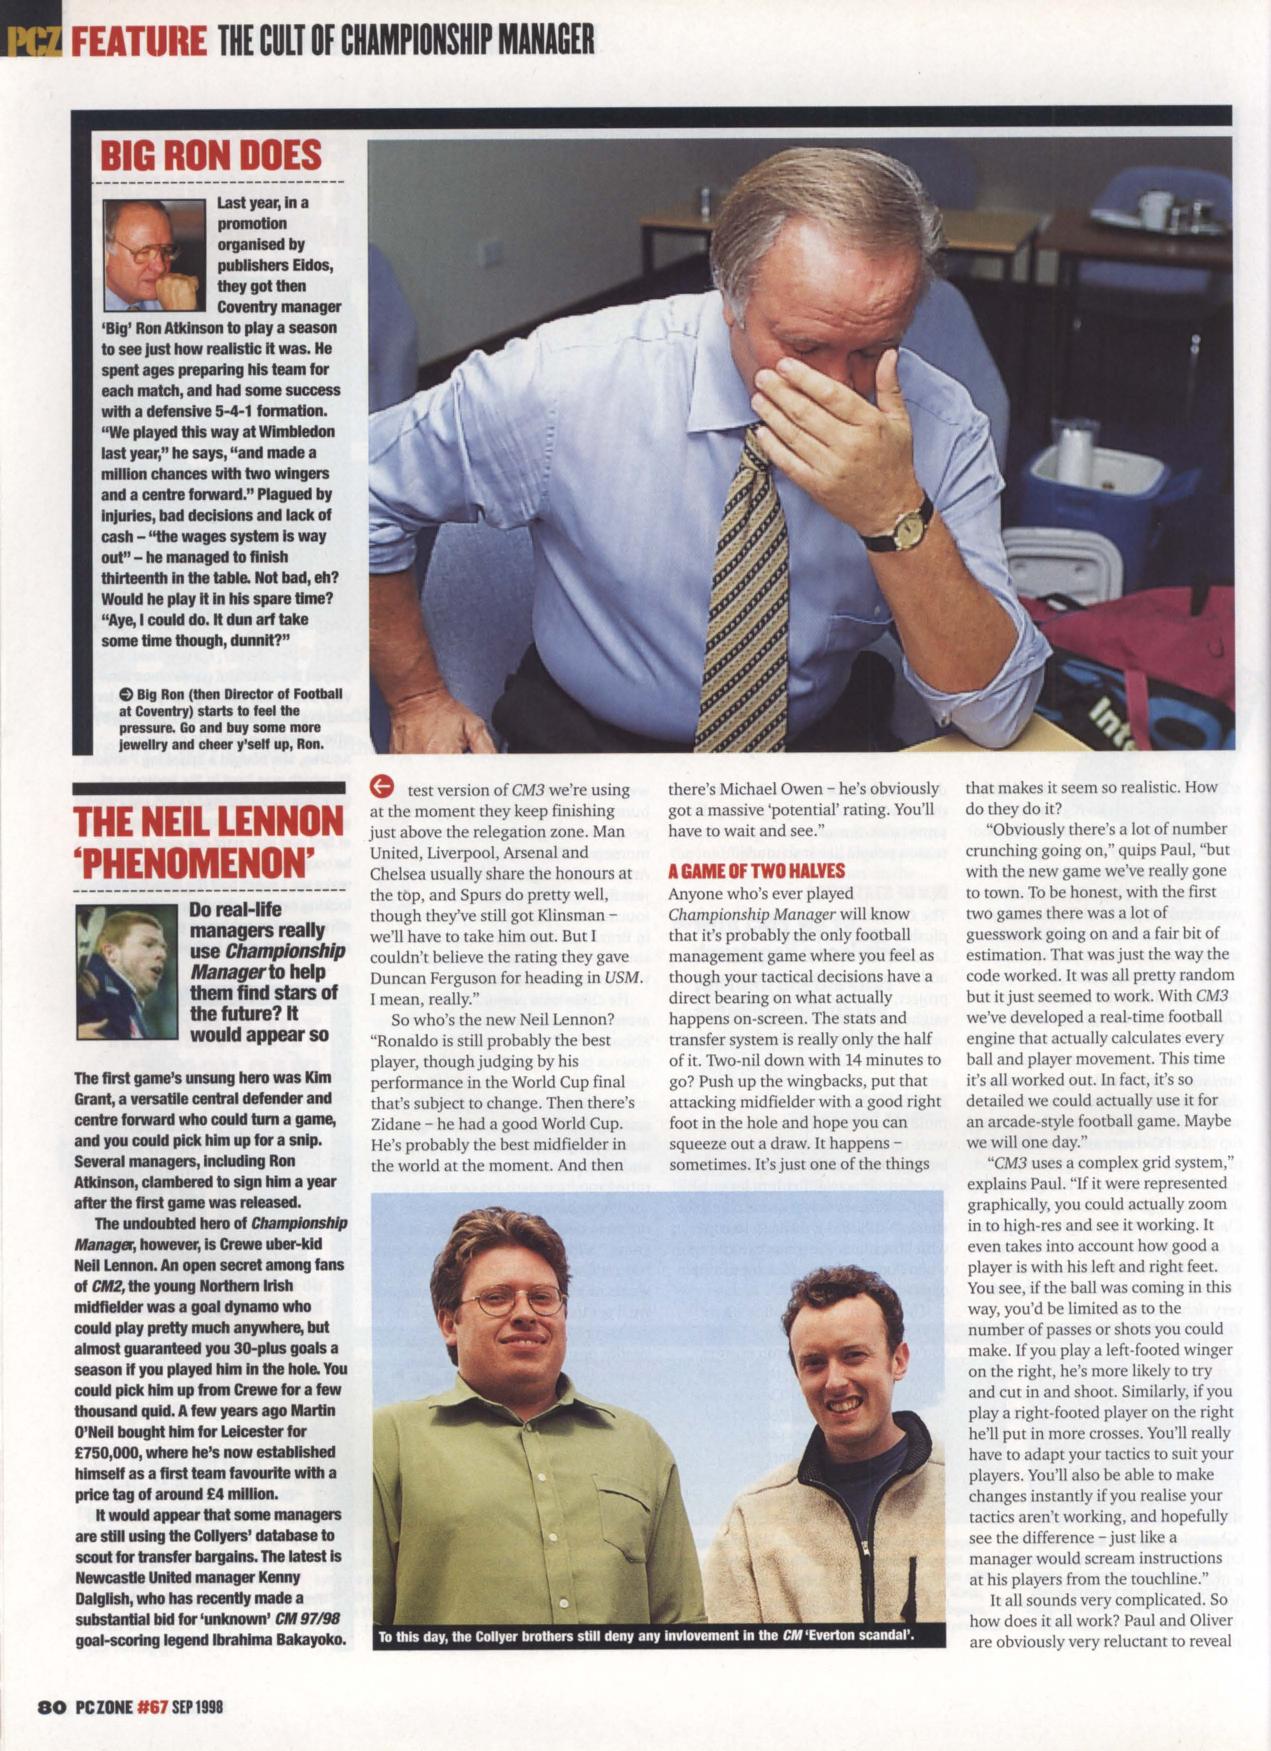 PCZ FEATURE THE CULT OF CHAMPIONSHIP MANAGER
BIG RON DOES
Last year, in a
promotion
organised by
publishers Eidos,
they got then
Coventry manager
‘Big’ Ron Atkinson to play a season
to see just how realistic it was. He
spent ages preparing his team for
each match, and had some success
with a defensive 5-4-1 formation.
“We played this way at Wimbledon
last year,” he says, “and made a
million chances with two wingers
and a centre forward.” Plagued by
injuries, bad decisions and lack of
cash – “the wages system is way
out” – he managed to finish
thirteenth in the table. Not bad, eh?
Would he play it in his spare time?
“Aye, I could do. It dun arf take
some time though, dunnit?”
Big Ron (then Director of Football
at Coventry) starts to feel the
pressure. Go and buy some more
jewellry and cheer y'self up, Ron.
Inte
THE NEIL LENNON
‘PHENOMENON’
Do real-life
managers really
use Championship
Manager to help
them find stars of
the future? It
would appear so
The first game's unsung hero was Kim
Grant, a versatile central defender and
centre forward who could turn a game,
and you could pick him up for a snip.
Several managers, including Ron
Atkinson, clambered to sign him a year
after the first game was released.
The undoubted hero of Championship
Manager, however, is Crewe uber-kid
Neil Lennon. An open secret among fans
of CM2, the young Northern Irish
midfielder was a goal dynamo who
could play pretty much anywhere, but
almost guaranteed you 30-plus goals a
season if you played him in the hole. You
could pick him up from Crewe for a few
thousand quid. A few years ago Martin
O'Neil bought him for Leicester for
£750,000, where he's now established
himself as a first team favourite with a
price tag of around £4 million.
It would appear that some managers
are still using the Collyers' database to
scout for transfer bargains. The latest is
Newcastle United manager Kenny
Dalglish, who has recently made a
substantial bid for ‘unknown’ CM 97/98
goal-scoring legend Ibrahima Bakayoko.
test version of CM3 we're using
at the moment they keep finishing
just above the relegation zone. Man
United, Liverpool, Arsenal and
Chelsea usually share the honours at
the top, and Spurs do pretty well,
though they've still got Klinsman –
we'll have to take him out. But I
couldn't believe the rating they gave
Duncan Ferguson for heading in USM.
I mean, really.”
So who's the new Neil Lennon?
“Ronaldo is still probably the best
player, though judging by his
performance in the World Cup final
that's subject to change. Then there's
Zidane – he had a good World Cup.
He's probably the best midfielder in
the world at the moment. And then
there's Michael Owen – he's obviously
got a massive ‘potential’ rating. You'll
have to wait and see.”
A GAME OF TWO HALVES
Anyone who's ever played
Championship Manager will know
that it's probably the only football
management game where you feel as
though your tactical decisions have a
direct bearing on what actually
happens on-screen. The stats and
transfer system is really only the half
of it. Two-nil down with 14 minutes to
go? Push up the wingbacks, put that
attacking midfielder with a good right
foot in the hole and hope you can
squeeze out a draw. It happens –
sometimes. It's just one of the things
To this day, the Collyer brothers still deny any invlovement in the CM ‘Everton scandal’.
that makes it seem so realistic. How
do they do it?
“Obviously there's a lot of number
crunching going on,” quips Paul, “but
with the new game we've really gone
to town. To be honest, with the first
two games there was a lot of
guesswork going on and a fair bit of
estimation. That was just the way the
code worked. It was all pretty random
but it just seemed to work. With CM3
we've developed a real-time football
engine that actually calculates every
ball and player movement. This time
it's all worked out. In fact, it's so
detailed we could actually use it for
an arcade-style football game. Maybe
we will one day.”
“CM3 uses a complex grid system,”
explains Paul. “If it were represented
graphically, you could actually zoom
in to high-res and see it working. It
even takes into account how good a
player is with his left and right feet.
You see, if the ball was coming in this
way, you'd be limited as to the
number of passes or shots you could
make. If you play a left-footed winger
on the right, he's more likely to try
and cut in and shoot. Similarly, if you
play a right-footed player on the right
he'll put in more crosses. You'll really
have to adapt your tactics to suit your
players. You'll also be able to make
changes instantly if you realise your
tactics aren't working, and hopefully
see the difference – just like a
manager would scream instructions
at his players from the touchline.”
It all sounds very complicated. So
how does it all work? Paul and Oliver
are obviously very reluctant to reveal
80 PC ZONE #67 SEP 1998